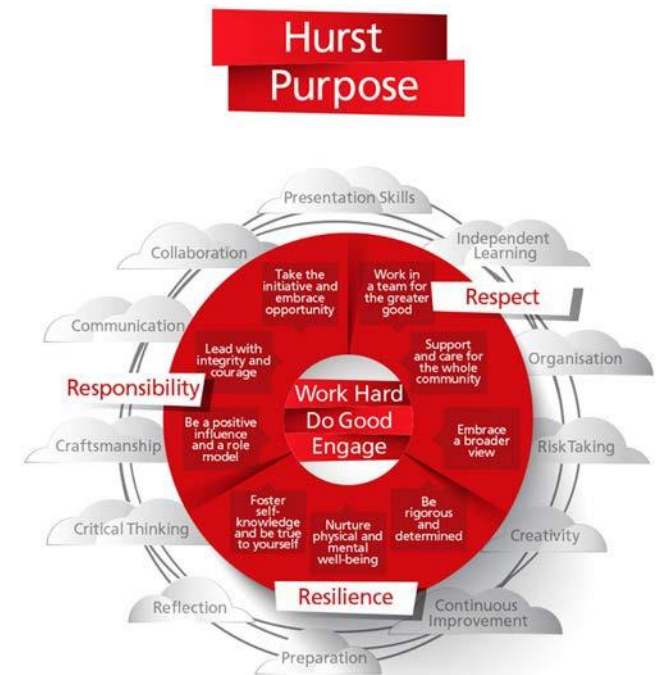 Hurst
Purpose
Presentation Skills
Independent
Learning
Organisation
RiskTaking
Creativity
Continuous
Improvement
Preparation
Reflection
Critical Thinking
Craftsmanship
Communication
Collaboration
Respect
Work in
a team for
the greater
good
Support
and care for
the whole
community
Embrace
a broader
view
Resilience
Be
rigorous
and
determined
Nurture
physical and
mental
well-being
Foster
self-
knowledge
and be true
to yourself
Responsibility
Be a positive
influence
and a role
model
Lead with
integrity and
courage
Take the
initiative and
embrace
opportunity
Work Hard
Do Good
Engage